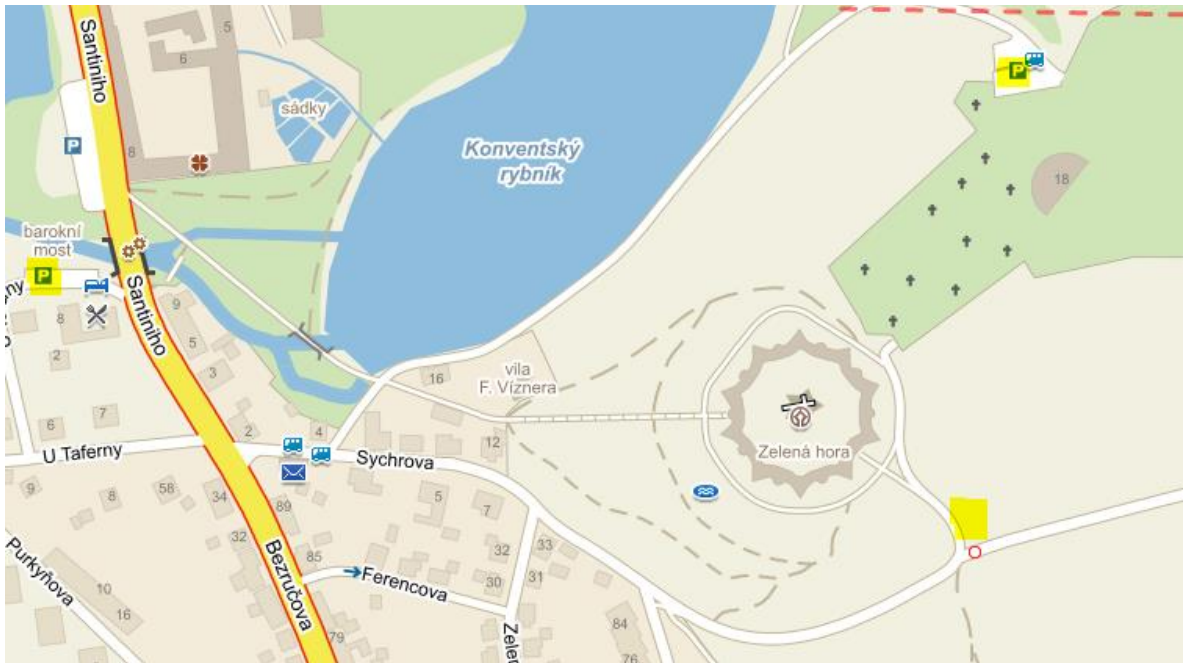 Santiniho
5
6
sádky
P
8
Konventský
rybník
P
18
barokní
most
P
ny
Santiniho
9
8
5
2
3
16
vila
F. Víznera
7
6
2
4
12
U Taferny
Sychrova
Zelená hora
9
8
58
34
89
5
7
32
85
32
33
Purkyňova
Bezručova
Ferencova
30
31
10
16
79
Zele
84
76